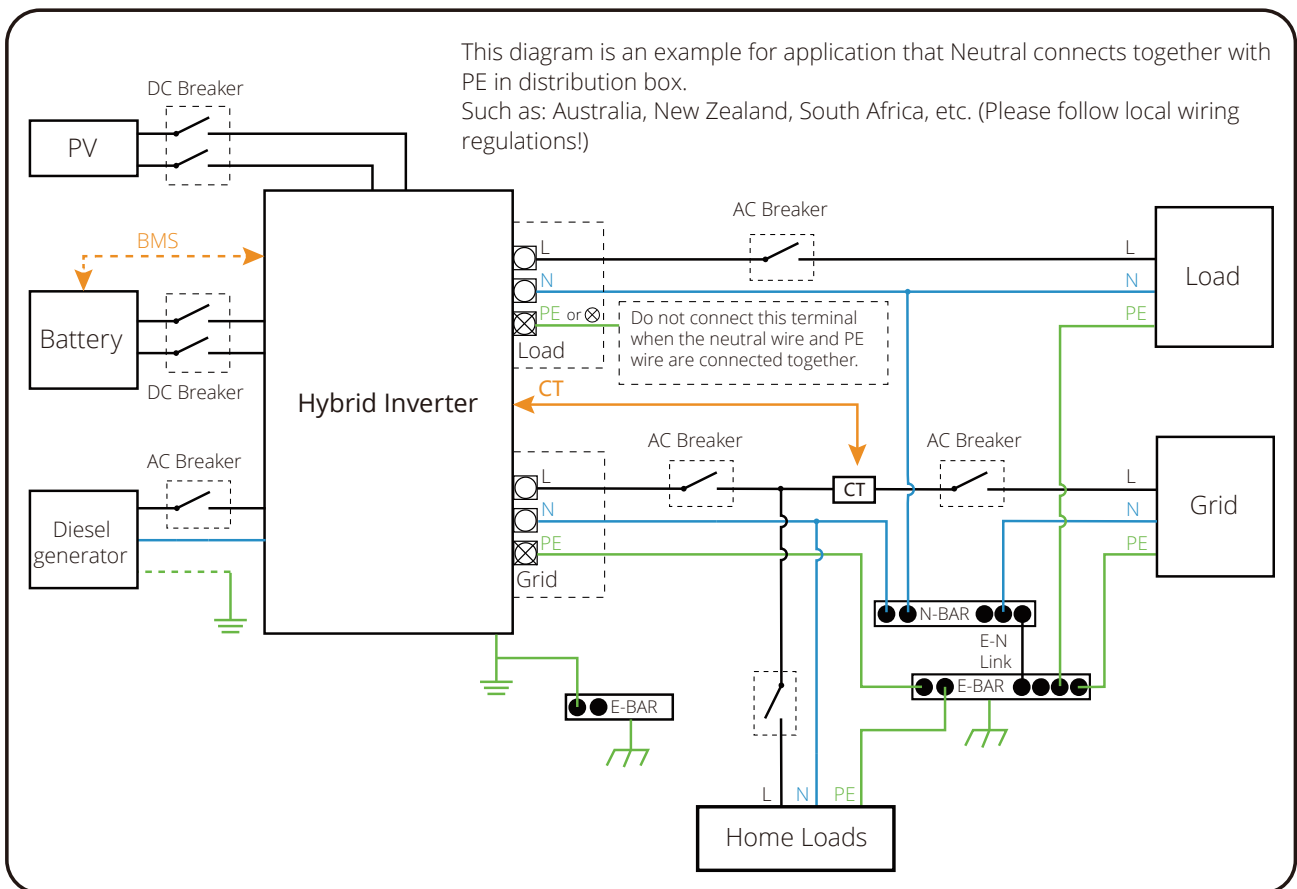 This diagram is an example for application that Neutral connects together with
PE in distribution box.
Such as: Australia, New Zealand, South Africa, etc. (Please follow local wiring
regulations!)
DC Breaker
PV
BMS
Battery
DC Breaker
AC Breaker
Diesel
generator
Hybrid Inverter
L
N
PE or ⊗
Load
Do not connect this terminal
when the neutral wire and PE
wire are connected together.
AC Breaker
L
N
PE
Load
CT
AC Breaker
CT
AC Breaker
L
N
PE
Grid
L
N
PE
Grid
N-BAR
E-N
Link
E-BAR
E-BAR
L
N
PE
Home Loads